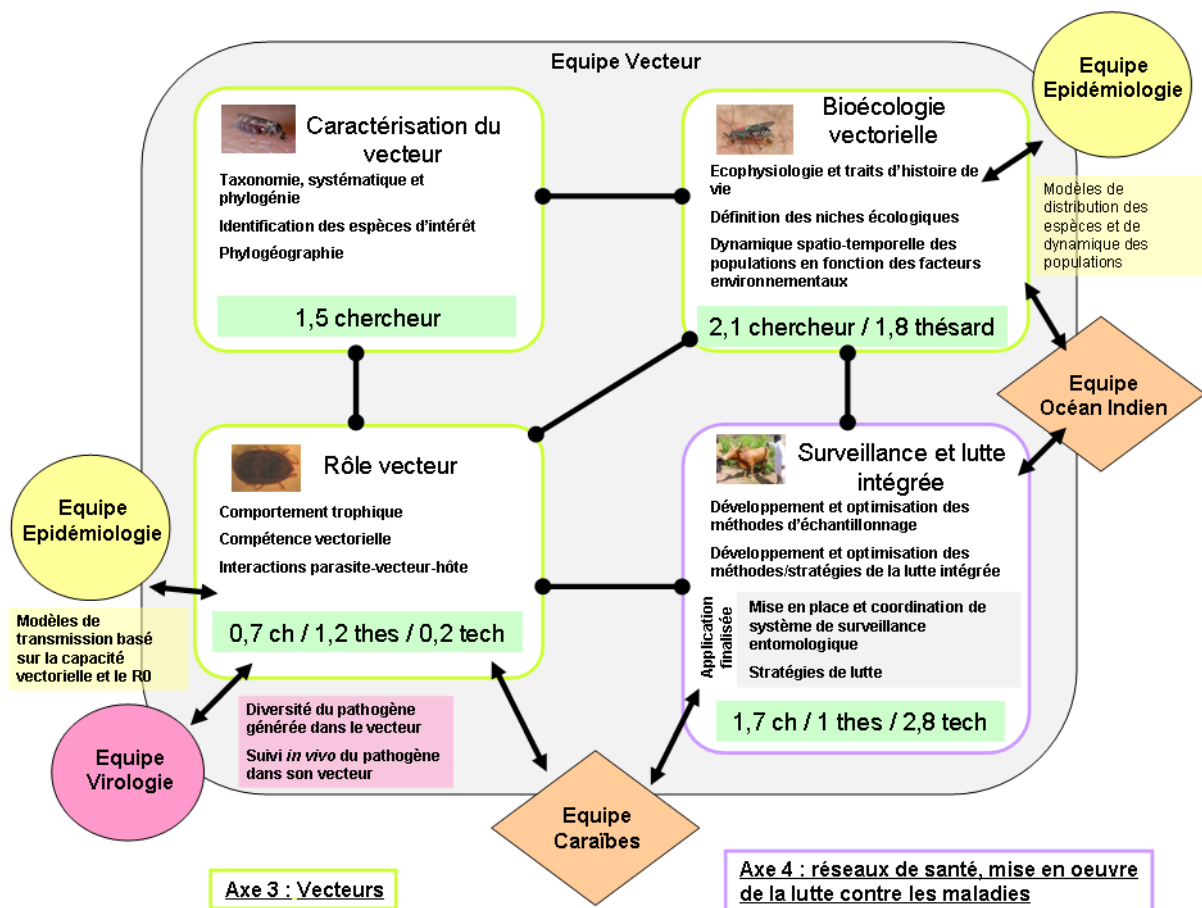 Equipe Vecteur
Equipe
Epidémiologie
Caractérisation du
vecteur
Taxonomie, systématique et
phylogénie
Identification des espèces d'intérêt
Phylogéographie
1,5 chercheur
Bioécologie
vectorielle
Ecophysiologie et traits d'histoire de
vie
Définition des niches écologiques
Dynamique spatio-temporelle des
populations en fonction des facteurs
environnementaux
2,1 chercheur / 1,8 thésard
Modèles de
distribution des
espèces et de
dynamique des
populations
Equipe
Océan Indien
Rôle vecteur
Comportement trophique
Compétence vectorielle
Interactions parasite-vecteur-hôte
0,7 ch / 1,2 thes / 0,2 tech
Surveillance et lutte
intégrée
Développement et optimisation des
méthodes d'échantillonnage
Développement et optimisation des
méthodes/stratégies de la lutte intégrée
Application
finalisée
Mise en place et coordination de
système de surveillance
entomologique
Stratégies de lutte
1,7 ch / 1 thes / 2,8 tech
Equipe
Epidémiologie
Modèles de
transmission basé
sur la capacité
vectorielle et le R0
Equipe
Virologie
Diversité du pathogène
générée dans le vecteur
Suivi in vivo du pathogène
dans son vecteur
Equipe
Caraïbes
Axe 3 : Vecteurs
Axe 4 : réseaux de santé, mise en oeuvre
de la lutte contre les maladies